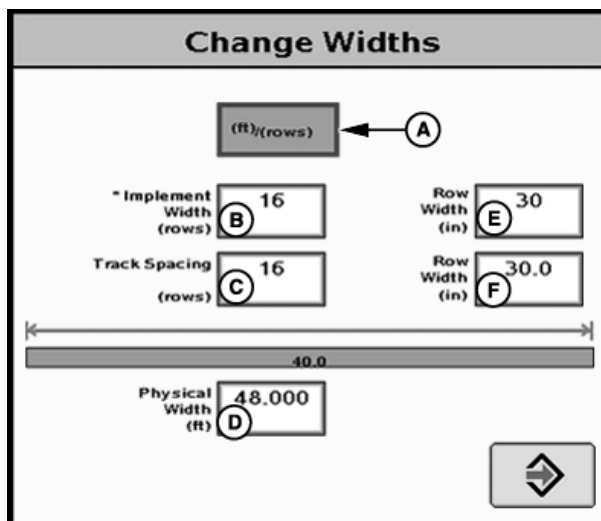 Change Widths
(ft)/(rows)
A
* Implement
Width
(rows)
16
B
Row
Width
(in)
30
E
Track Spacing
(rows)
16
C
Row
Width
(in)
30.0
F
40.0
Physical
Width
(ft)
48.000
D